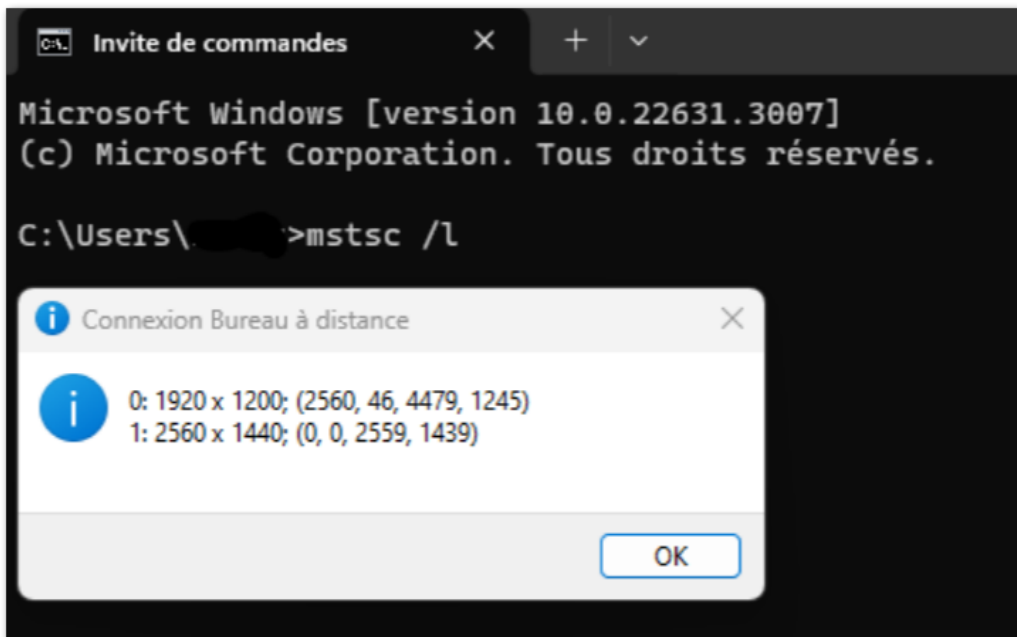 Invite de commandes
Microsoft Windows [version 10.0.22631.3007]
(c) Microsoft Corporation. Tous droits réservés.
C:\Users\ >mstsc /l
Connexion Bureau à distance
0: 1920 x 1200; (2560, 46, 4479, 1245)
1: 2560 x 1440; (0, 0, 2559, 1439)
OK